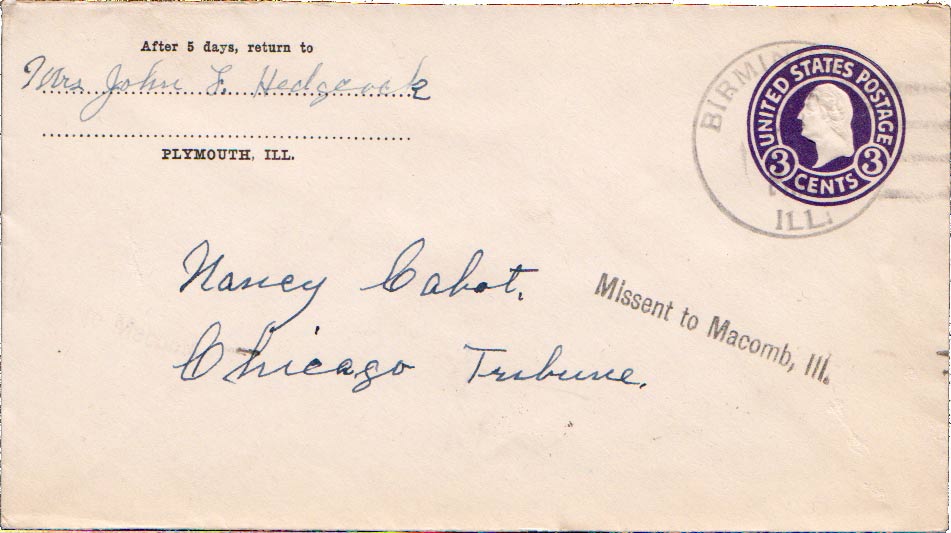 After 5 days, return to
Mrs John L. Hedgcock
PLYMOUTH, ILL.
BIRMIN
ILL.
UNITED STATES POSTAGE
3 CENTS 3
Nancy Cabot.
Chicago Tribune.
Missent to Macomb, Ill.